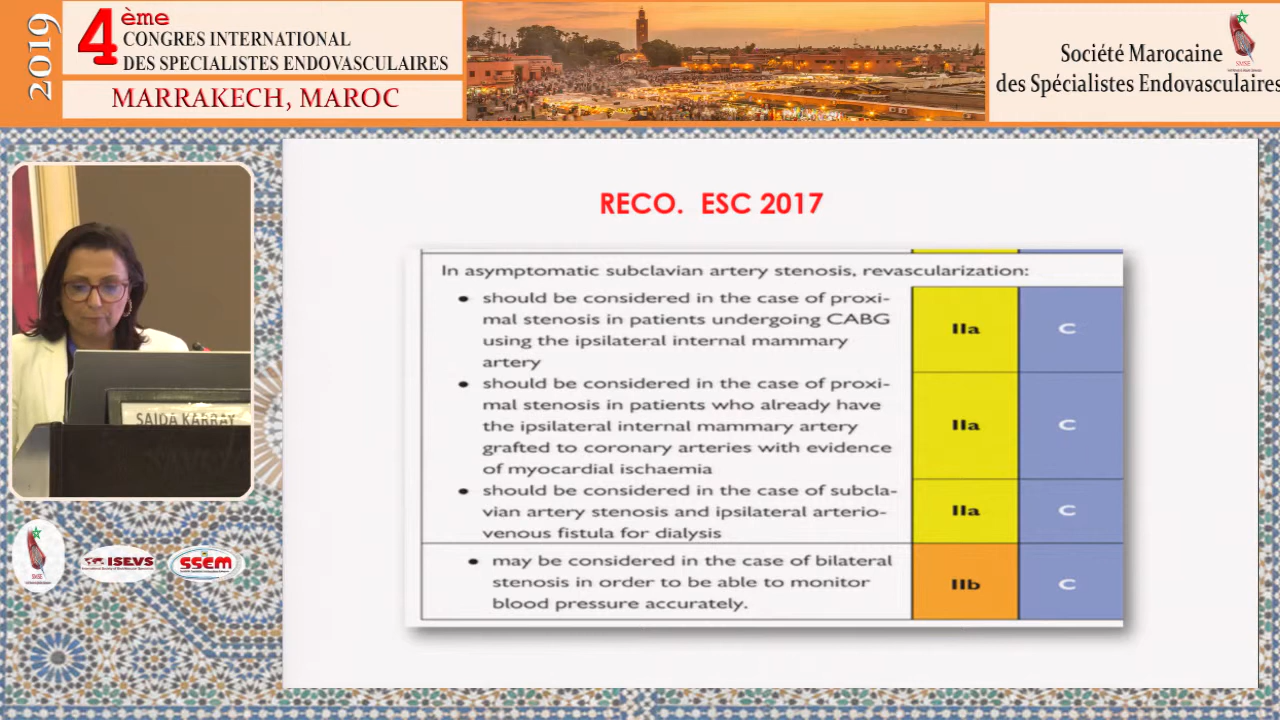 2019
4ème
CONGRES INTERNATIONAL
DES SPECIALISTES ENDOVASCULAIRES
MARRAKECH, MAROC
Société Marocaine
des Spécialistes Endovasculaires
SMSE
RECO. ESC 2017
In asymptomatic subclavian artery stenosis, revascularization:
• should be considered in the case of proxi-
mal stenosis in patients undergoing CABG
using the ipsilateral internal mammary
artery
IIa C
• should be considered in the case of proxi-
mal stenosis in patients who already have
the ipsilateral internal mammary artery
grafted to coronary arteries with evidence
of myocardial ischaemia
IIa C
• should be considered in the case of subcla-
vian artery stenosis and ipsilateral arterio-
venous fistula for dialysis
IIa C
• may be considered in the case of bilateral
stenosis in order to be able to monitor
blood pressure accurately.
IIb C
SAIDA KARRAY
SMSE
ISEVS
SSEM